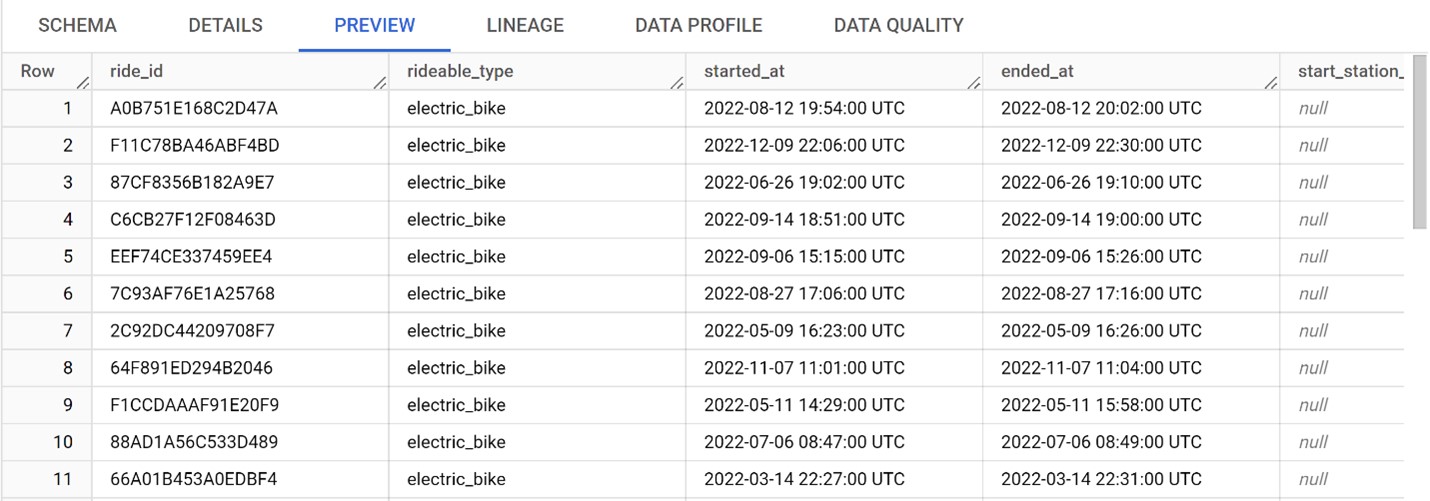 SCHEMA DETAILS PREVIEW LINEAGE DATA PROFILE DATA QUALITY
Row ride_id rideable_type started_at ended_at start_station_
1 A0B751E168C2D47A electric_bike 2022-08-12 19:54:00 UTC 2022-08-12 20:02:00 UTC null
2 F11C78BA46ABF4BD electric_bike 2022-12-09 22:06:00 UTC 2022-12-09 22:30:00 UTC null
3 87CF8356B182A9E7 electric_bike 2022-06-26 19:02:00 UTC 2022-06-26 19:10:00 UTC null
4 C6CB27F12F08463D electric_bike 2022-09-14 18:51:00 UTC 2022-09-14 19:00:00 UTC null
5 EEF74CE337459EE4 electric_bike 2022-09-06 15:15:00 UTC 2022-09-06 15:26:00 UTC null
6 7C93AF76E1A25768 electric_bike 2022-08-27 17:06:00 UTC 2022-08-27 17:16:00 UTC null
7 2C92DC44209708F7 electric_bike 2022-05-09 16:23:00 UTC 2022-05-09 16:26:00 UTC null
8 64F891ED294B2046 electric_bike 2022-11-07 11:01:00 UTC 2022-11-07 11:04:00 UTC null
9 F1CCDAAAF91E20F9 electric_bike 2022-05-11 14:29:00 UTC 2022-05-11 15:58:00 UTC null
10 88AD1A56C533D489 electric_bike 2022-07-06 08:47:00 UTC 2022-07-06 08:49:00 UTC null
11 66A01B453A0EDBF4 electric_bike 2022-03-14 22:27:00 UTC 2022-03-14 22:31:00 UTC null